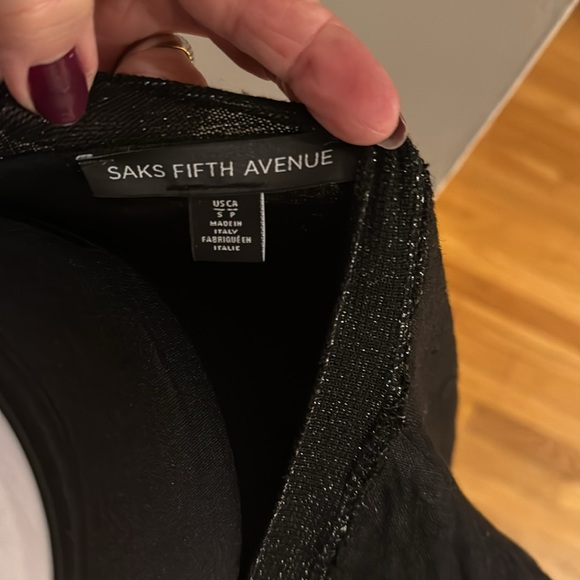 SAKS FIFTH AVENUE
US CA
S P
MADE IN
ITALY
FABRIQUÉ EN
ITALIE